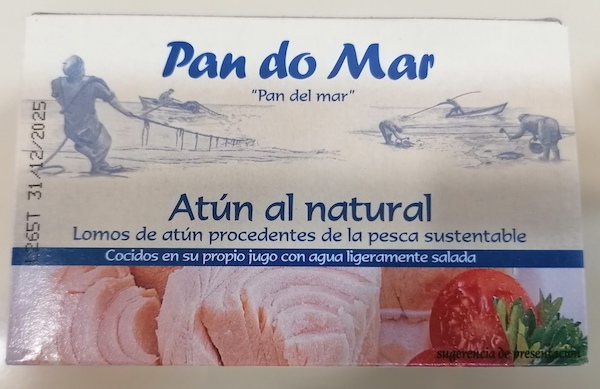 Pan do Mar
"Pan del mar"
31/12/2025
Atún al natural
Lomos de atún procedentes de la pesca sustentable
Cocidos en su propio jugo con agua ligeramente salada
sugerencia de presentación